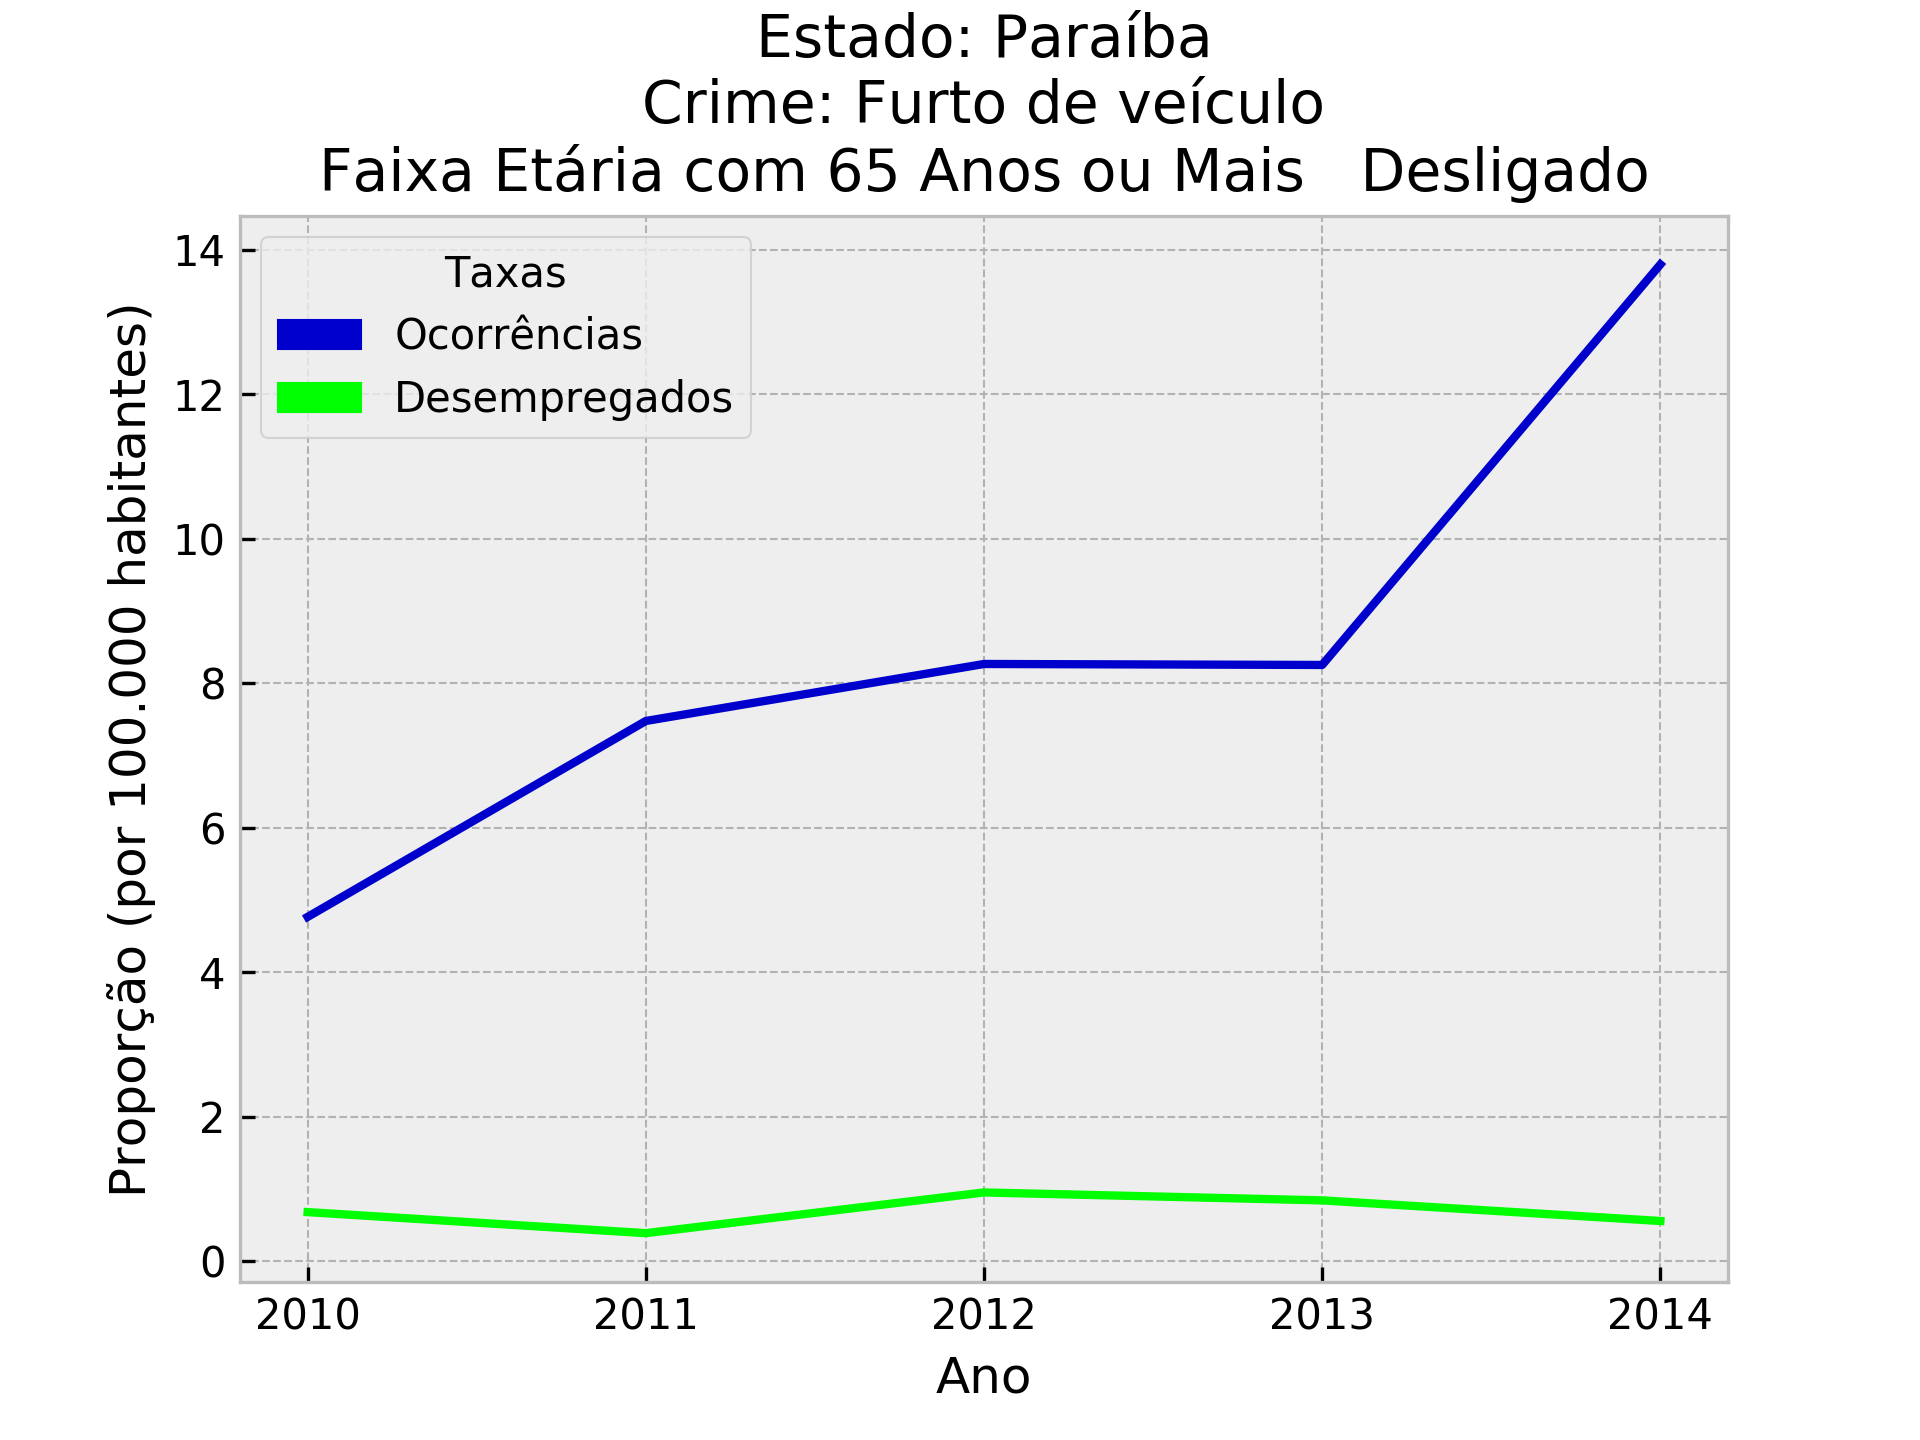 Estado: Paraíba
Crime: Furto de veículo
Faixa Etária com 65 Anos ou Mais   Desligado
Taxas
Ocorrências
Desempregados
Proporção (por 100.000 habitantes)
14
12
10
8
6
4
2
0
2010 2011 2012 2013 2014
Ano